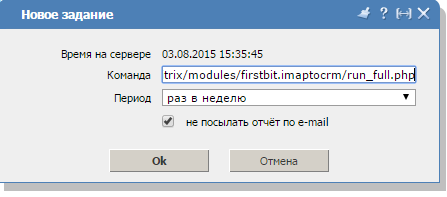 Новое задание
Время на сервере 03.08.2015 15:35:45
Команда trix/modules/firstbit.imaptocrm/run_full.php
Период раз в неделю
не посылать отчёт по e-mail
Ok Отмена